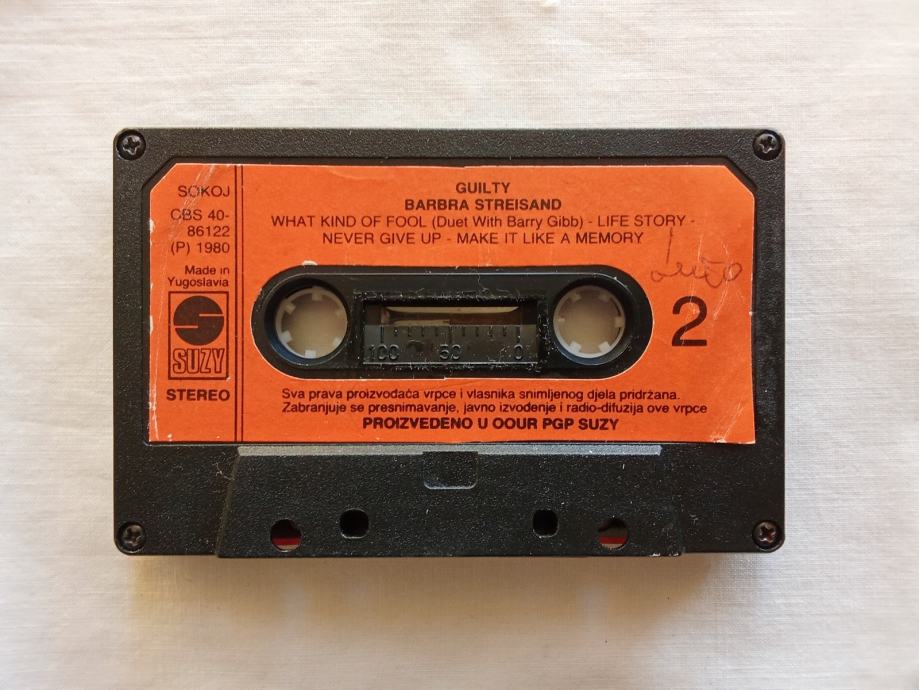 SOKOJ
CBS 40-
86122
(P) 1980
Made in
Yugoslavia
SUZY
STEREO
GUILTY
BARBRA STREISAND
WHAT KIND OF FOOL (Duet With Barry Gibb) - LIFE STORY -
NEVER GIVE UP - MAKE IT LIKE A MEMORY
2
100 50 0
Sva prava proizvođača vrpce i vlasnika snimljenog djela pridržana.
Zabranjuje se presnimavanje, javno izvođenje i radio-difuzija ove vrpce
PROIZVEDENO U OOUR PGP SUZY